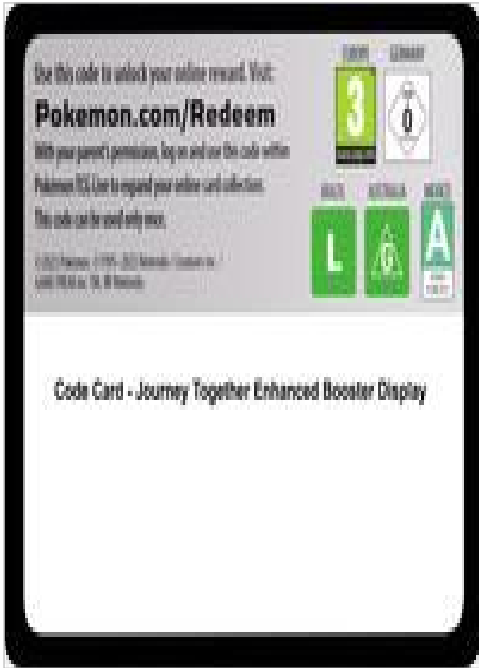 Use this code to unlock your online reward. Visit:
Pokemon.com/Redeem
With your parent's permission, log on and use this code within
Pokémon TCG Live to expand your online card collection.
This code can be used only once.
EUROPE GERMANY
3
0
BRAZIL AUSTRALIA MEXICO
L
G
A
Code Card - Journey Together Enhanced Booster Display